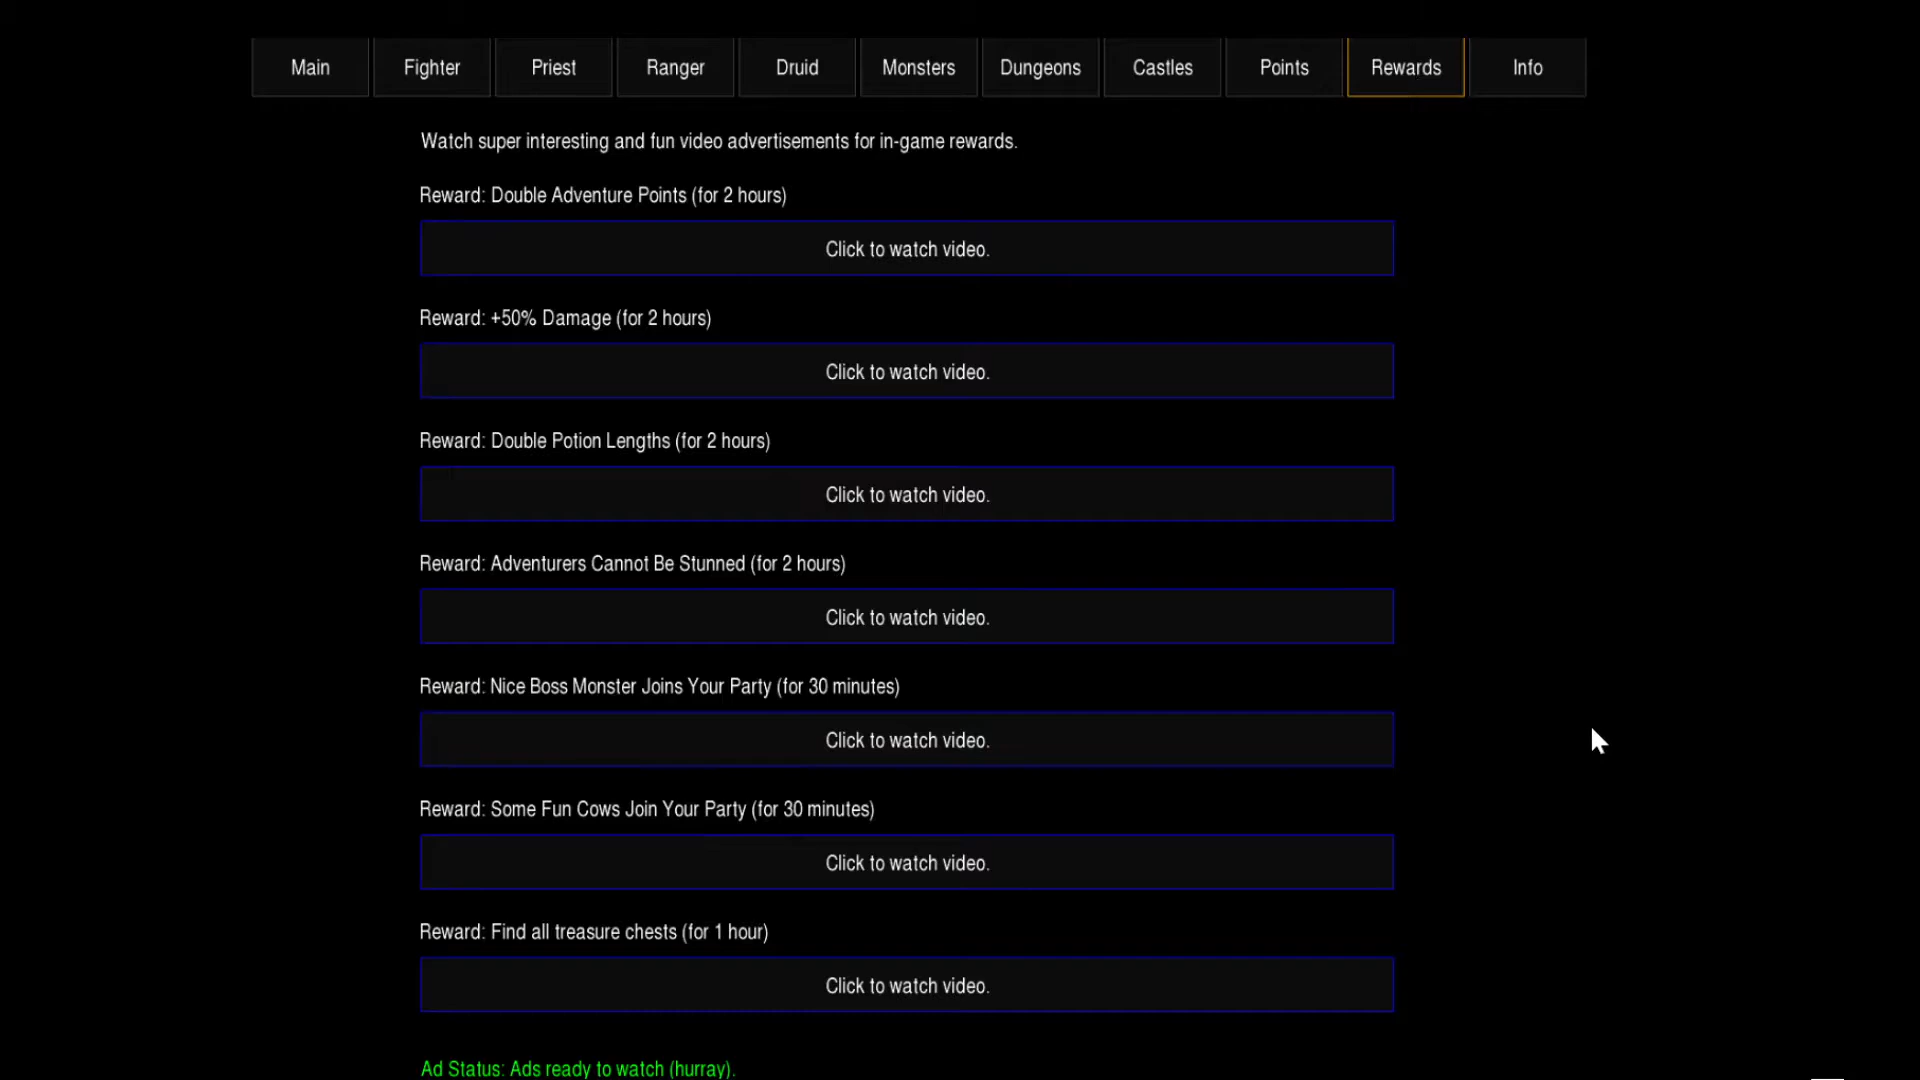 Main Fighter Priest Ranger Druid Monsters Dungeons Castles Points Rewards Info
Watch super interesting and fun video advertisements for in-game rewards.
Reward: Double Adventure Points (for 2 hours)
Click to watch video.
Reward: +50% Damage (for 2 hours)
Click to watch video.
Reward: Double Potion Lengths (for 2 hours)
Click to watch video.
Reward: Adventurers Cannot Be Stunned (for 2 hours)
Click to watch video.
Reward: Nice Boss Monster Joins Your Party (for 30 minutes)
Click to watch video.
Reward: Some Fun Cows Join Your Party (for 30 minutes)
Click to watch video.
Reward: Find all treasure chests (for 1 hour)
Click to watch video.
Ad Status: Ads ready to watch (hurray).